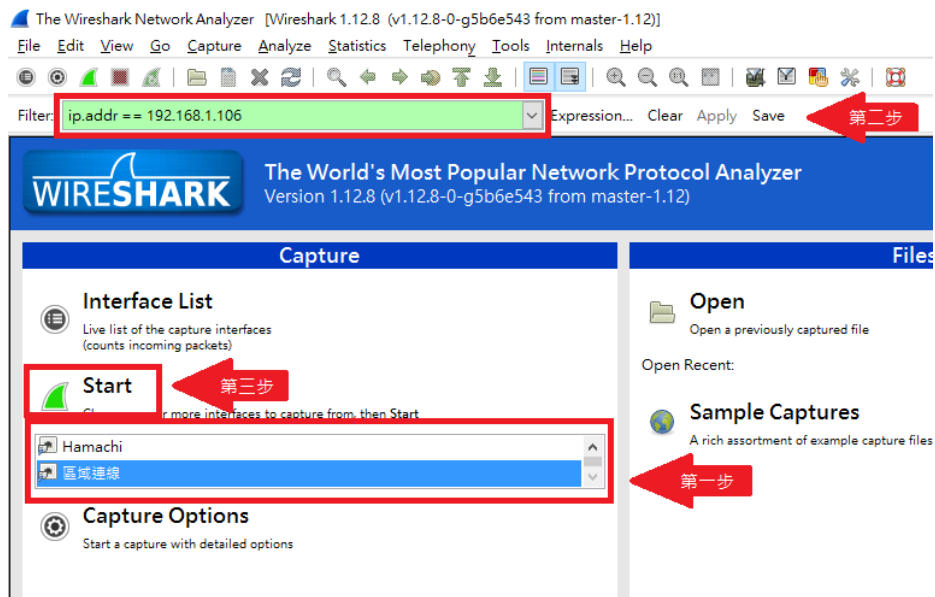 The Wireshark Network Analyzer [Wireshark 1.12.8 (v1.12.8-0-g5b6e543 from master-1.12)]
File Edit View Go Capture Analyze Statistics Telephony Tools Internals Help
Filter: ip.addr == 192.168.1.106 Expression... Clear Apply Save 第二步
WIRESHARK
The World's Most Popular Network Protocol Analyzer
Version 1.12.8 (v1.12.8-0-g5b6e543 from master-1.12)
Capture
Interface List
Live list of the capture interfaces
(counts incoming packets)
Start 第三步
r more interfaces to capture from, then Start
Hamachi
區域連線
第一步
Capture Options
Start a capture with detailed options
Files
Open
Open a previously captured file
Open Recent:
Sample Captures
A rich assortment of example capture files